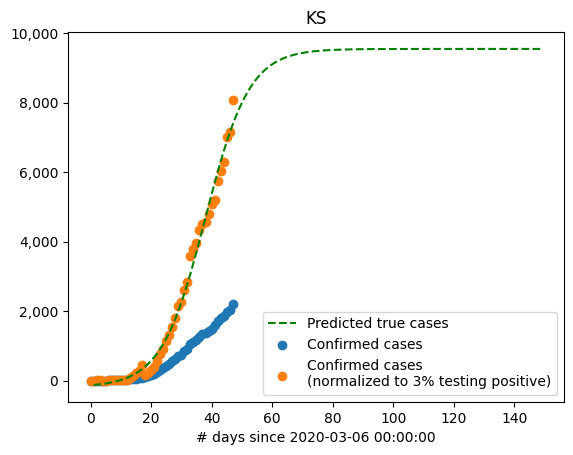 KS
10,000
8,000
6,000
4,000
2,000
0
0 20 40 60 80 100 120 140
# days since 2020-03-06 00:00:00
Predicted true cases
Confirmed cases
Confirmed cases
(normalized to 3% testing positive)